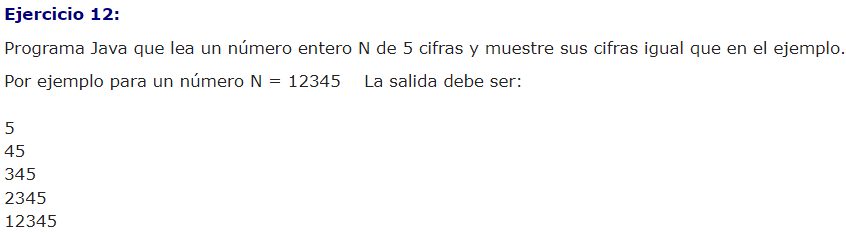 Ejercicio 12:
Programa Java que lea un número entero N de 5 cifras y muestre sus cifras igual que en el ejemplo.
Por ejemplo para un número N = 12345    La salida debe ser:
5
45
345
2345
12345